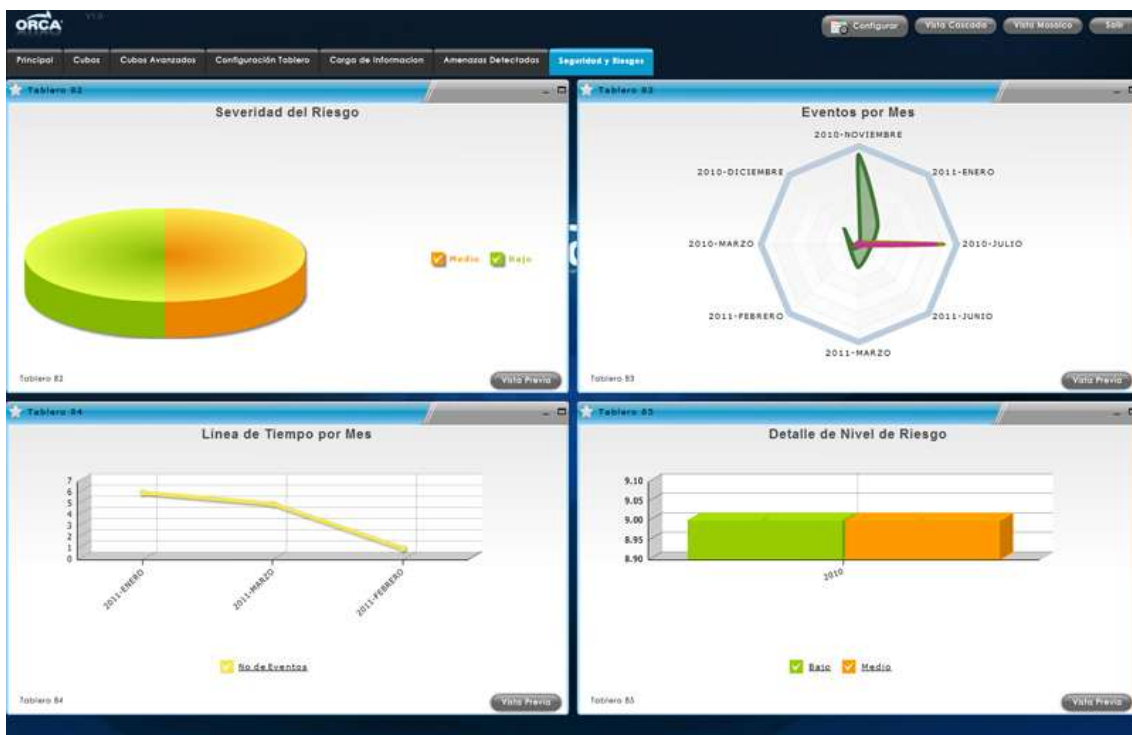 ORCA V1.0
Configurar Vista Cascada Vista Mosaico Salir
Principal Cubos Cubos Avanzados Configuración Tablero Carga de Informacion Amenazas Detectadas Seguridad y Riesgos
Tablero 82
Severidad del Riesgo
Medio Bajo
Tablero 82 Vista Previa
Tablero 83
Eventos por Mes
2010-NOVIEMBRE
2010-DICIEMBRE 2011-ENERO
2010-MARZO 2010-JULIO
2011-FEBRERO 2011-JUNIO
2011-MARZO
Tablero 83 Vista Previa
Tablero 84
Línea de Tiempo por Mes
7
6
5
4
3
2
1
0
2011-ENERO 2011-MARZO 2011-FEBRERO
No de Eventos
Tablero 84 Vista Previa
Tablero 85
Detalle de Nivel de Riesgo
9.10
9.05
9.00
8.95
8.90
2010
Bajo Medio
Tablero 85 Vista Previa